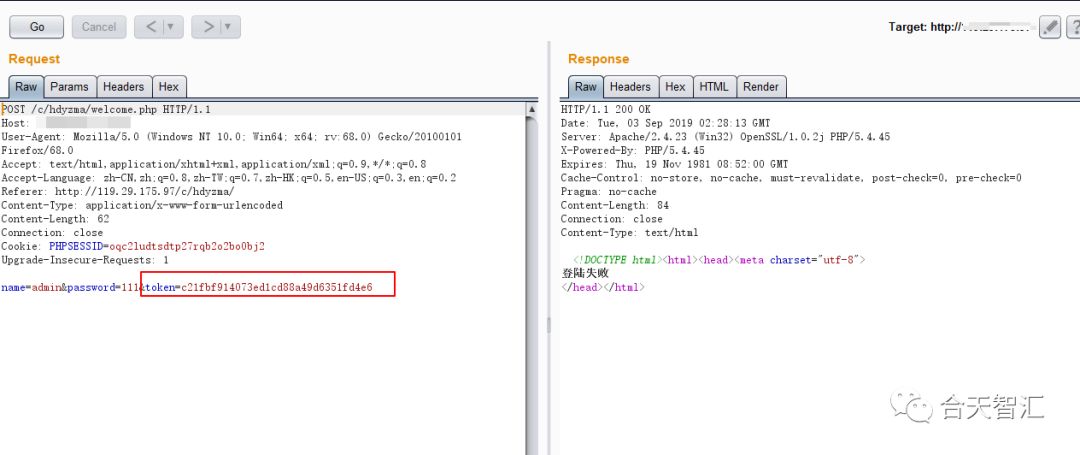 Go
Cancel
<
>
Target: http://
?
Request
Raw
Params
Headers
Hex
POST /c/hdyzma/welcome.php HTTP/1.1
Host:
User-Agent: Mozilla/5.0 (Windows NT 10.0; Win64; x64; rv:68.0) Gecko/20100101
Firefox/68.0
Accept: text/html,application/xhtml+xml,application/xml;q=0.9,*/*;q=0.8
Accept-Language: zh-CN,zh;q=0.8,zh-TW;q=0.7,zh-HK;q=0.5,en-US;q=0.3,en;q=0.2
Referer: http://119.29.175.97/c/hdyzma/
Content-Type: application/x-www-form-urlencoded
Content-Length: 62
Connection: close
Cookie: PHPSESSID=oqc2ludtsdtp27rqb2o2bo0bj2
Upgrade-Insecure-Requests: 1
name=admin&password=111&token=c21fbf914073ed1cd88a49d6351fd4e6
Response
Raw
Headers
Hex
HTML
Render
HTTP/1.1 200 OK
Date: Tue, 03 Sep 2019 02:28:13 GMT
Server: Apache/2.4.23 (Win32) OpenSSL/1.0.2j PHP/5.4.45
X-Powered-By: PHP/5.4.45
Expires: Thu, 19 Nov 1981 08:52:00 GMT
Cache-Control: no-store, no-cache, must-revalidate, post-check=0, pre-check=0
Pragma: no-cache
Content-Length: 84
Connection: close
Content-Type: text/html
<!DOCTYPE html><html><head><meta charset="utf-8">
登陆失败
</head></html>
合天智汇